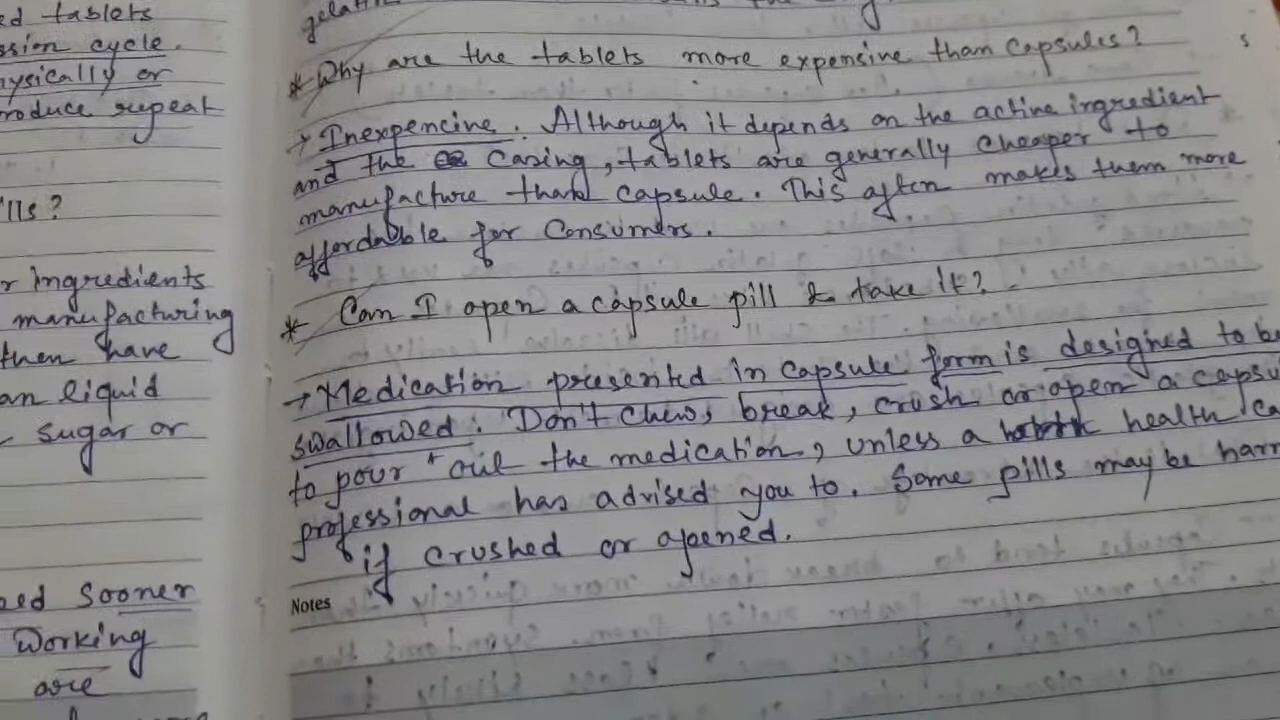 ed tablets
ssion cycle.
hysically or
roduce repeat
'lls?
r Ingredients
manufacturing
then have
an liquid
sugar or
ed Sooner
Working
are
gelatin
* Why are the tablets more expensive than capsules?
→ Inexpencive. Although it depends on the active ingredient
and the casing, tablets are generally cheaper to
manufacture than capsule. This often makes them more
affordable for Consumers.
* Can I open a capsule pill & take it?
→ Medication presented in capsule form is designed to be
swallowed. Don't chew, break, crush or open a capsu
to pour out the medication, unless a health ca
professional has advised you to. Some pills may be harm
if crushed or opened.
Notes